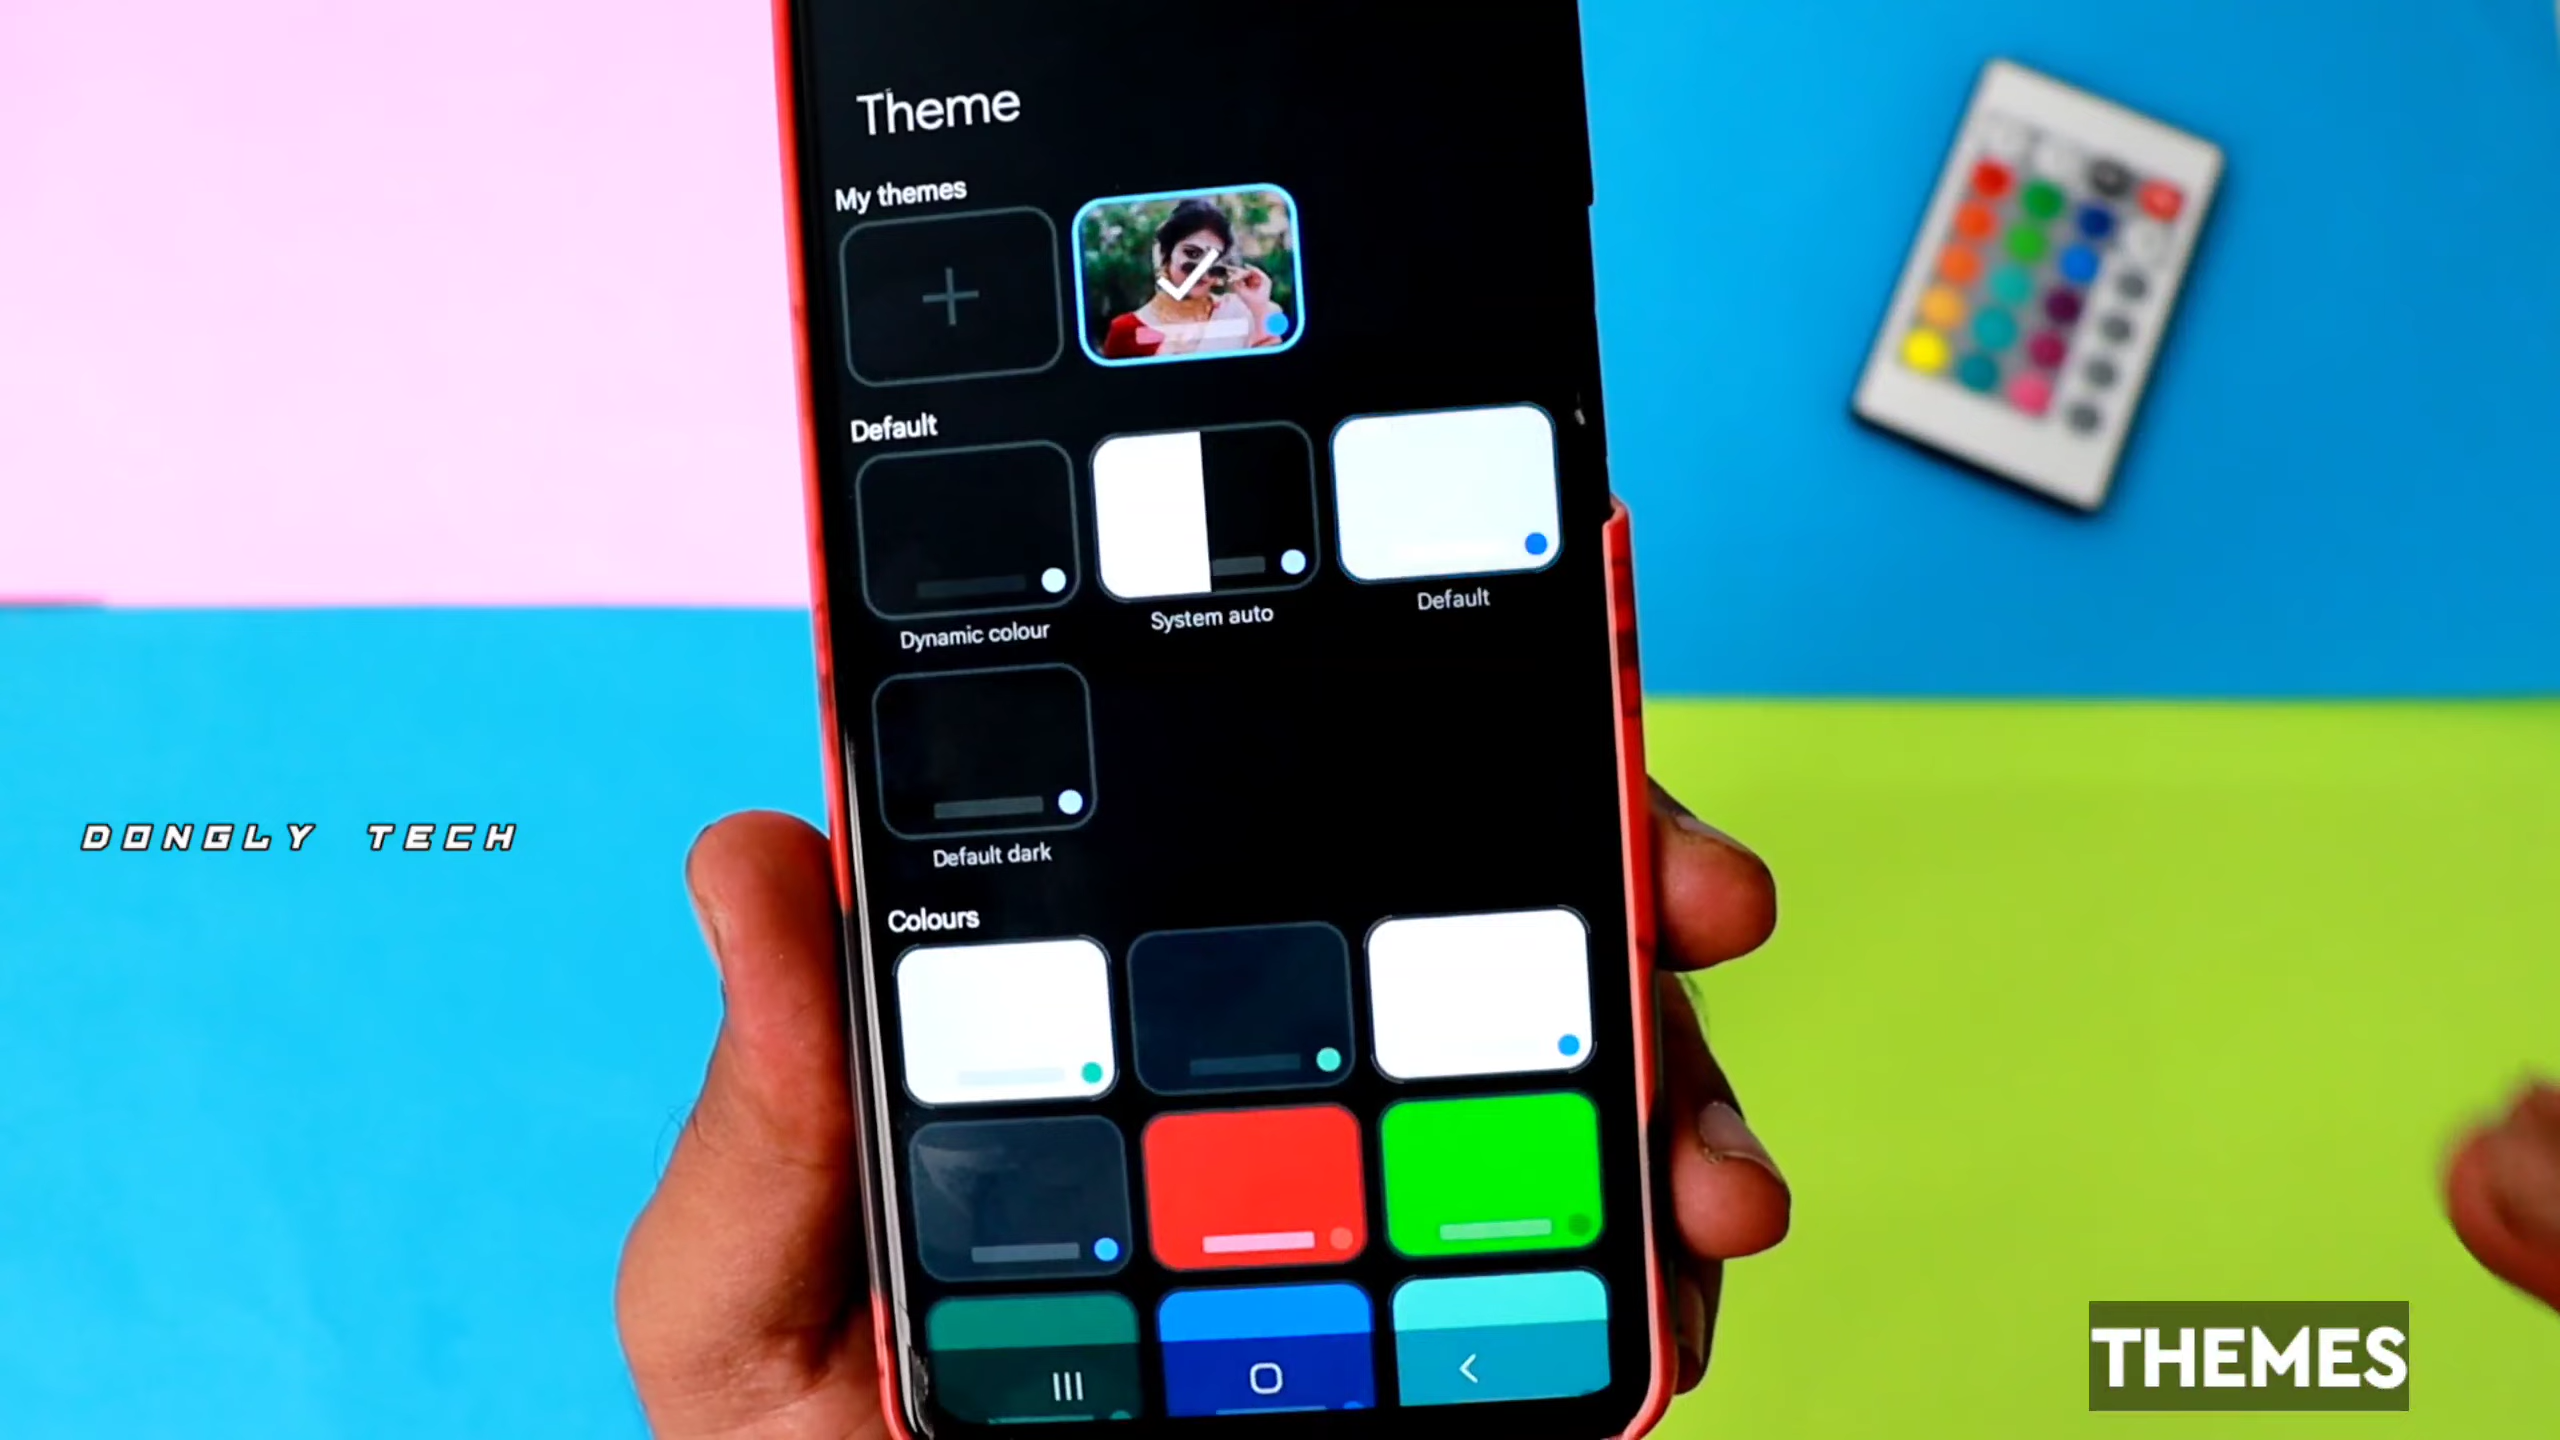 Theme
My themes
Default
Dynamic colour
System auto
Default
Default dark
Colours
DONGLY TECH
THEMES